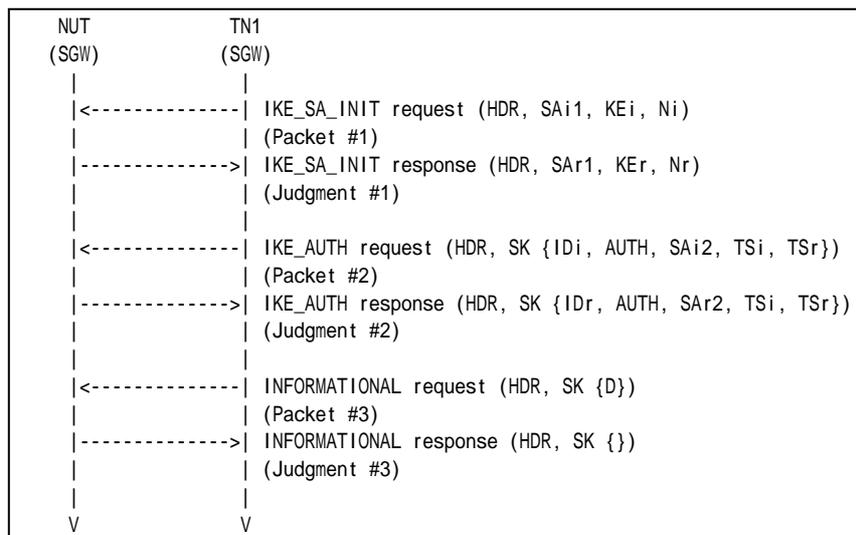 NUT TN1
(SGW) (SGW)
| |
|<--------------| IKE_SA_INIT request (HDR, SAi1, KEi, Ni)
| | (Packet #1)
|-------------->| IKE_SA_INIT response (HDR, SAr1, KEr, Nr)
| | (Judgment #1)
| |
|<--------------| IKE_AUTH request (HDR, SK {IDi, AUTH, SAi2, TSi, TSr})
| | (Packet #2)
|-------------->| IKE_AUTH response (HDR, SK {IDr, AUTH, SAr2, TSi, TSr})
| | (Judgment #2)
| |
|<--------------| INFORMATIONAL request (HDR, SK {D})
| | (Packet #3)
|-------------->| INFORMATIONAL response (HDR, SK {})
| | (Judgment #3)
| |
V V